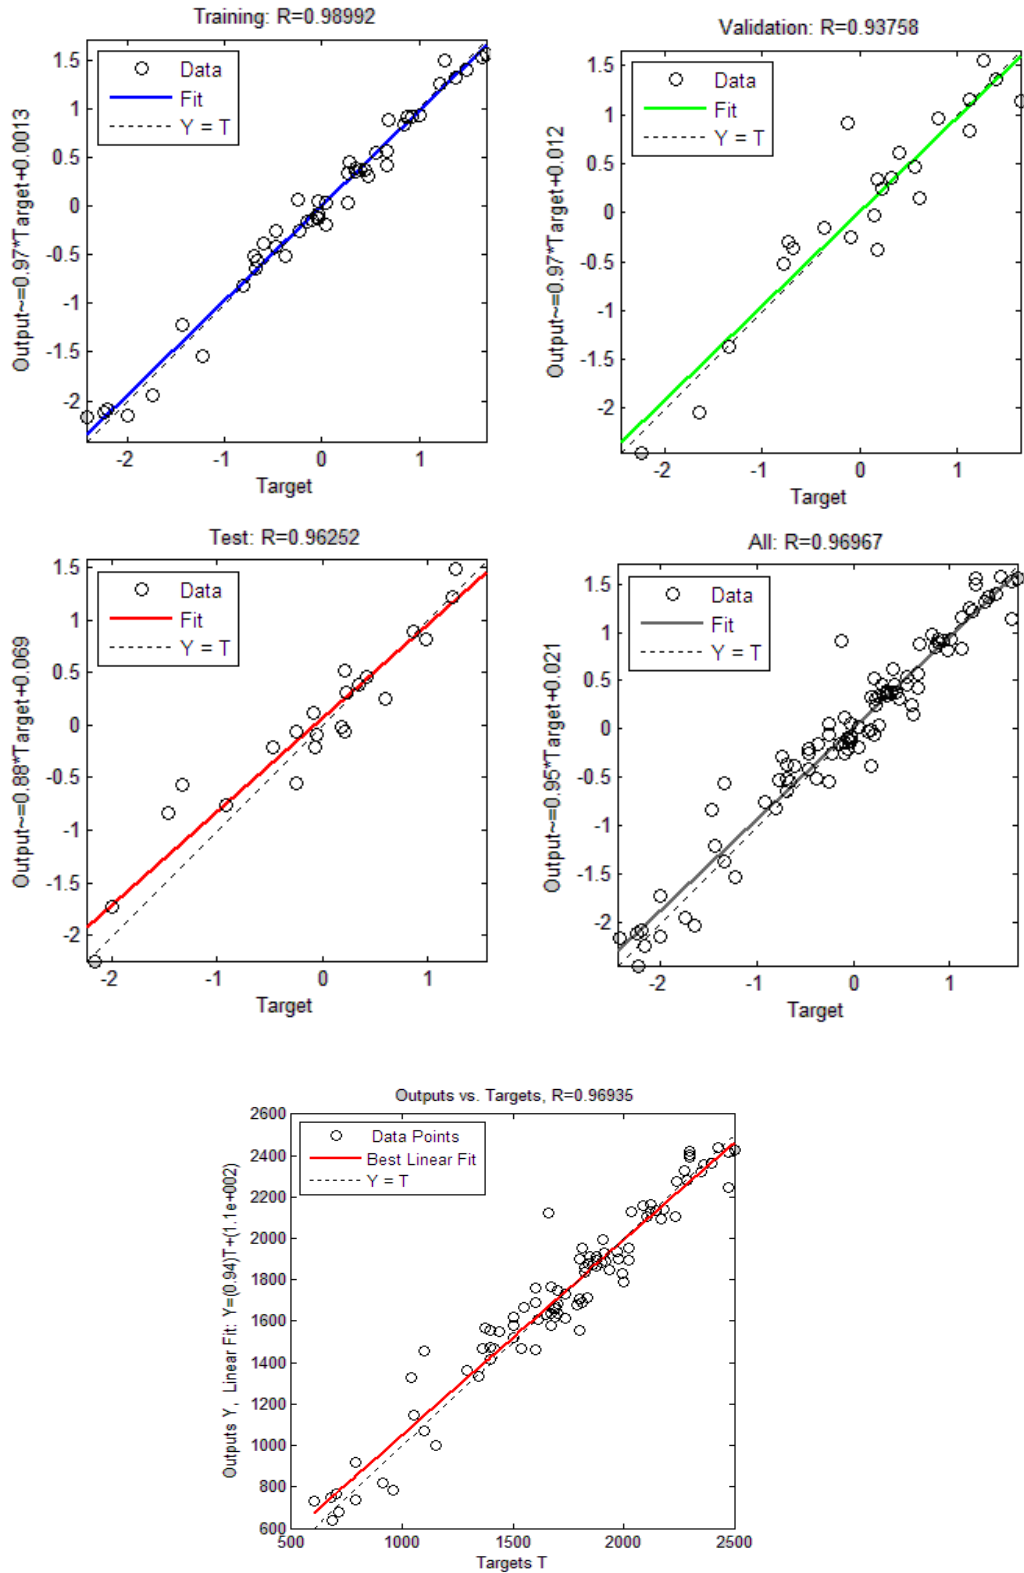 Training: R=0.98992
Data
Fit
Y = T
Output~=0.97*Target+0.0013
1.5
1
0.5
0
-0.5
-1
-1.5
-2
-2
-1
0
1
Target
Validation: R=0.93758
Data
Fit
Y = T
Output~=0.97*Target+0.012
1.5
1
0.5
0
-0.5
-1
-1.5
-2
-2
-1
0
1
Target
Test: R=0.96252
Data
Fit
Y = T
Output~=0.88*Target+0.069
1.5
1
0.5
0
-0.5
-1
-1.5
-2
-2
-1
0
1
Target
All: R=0.96967
Data
Fit
Y = T
Output~=0.95*Target+0.021
1.5
1
0.5
0
-0.5
-1
-1.5
-2
-2
-1
0
1
Target
Outputs vs. Targets, R=0.96935
Data Points
Best Linear Fit
Y = T
Outputs Y, Linear Fit: Y=(0.94)T+(1.1e+002)
2600
2400
2200
2000
1800
1600
1400
1200
1000
800
600
500
1000
1500
2000
2500
Targets T